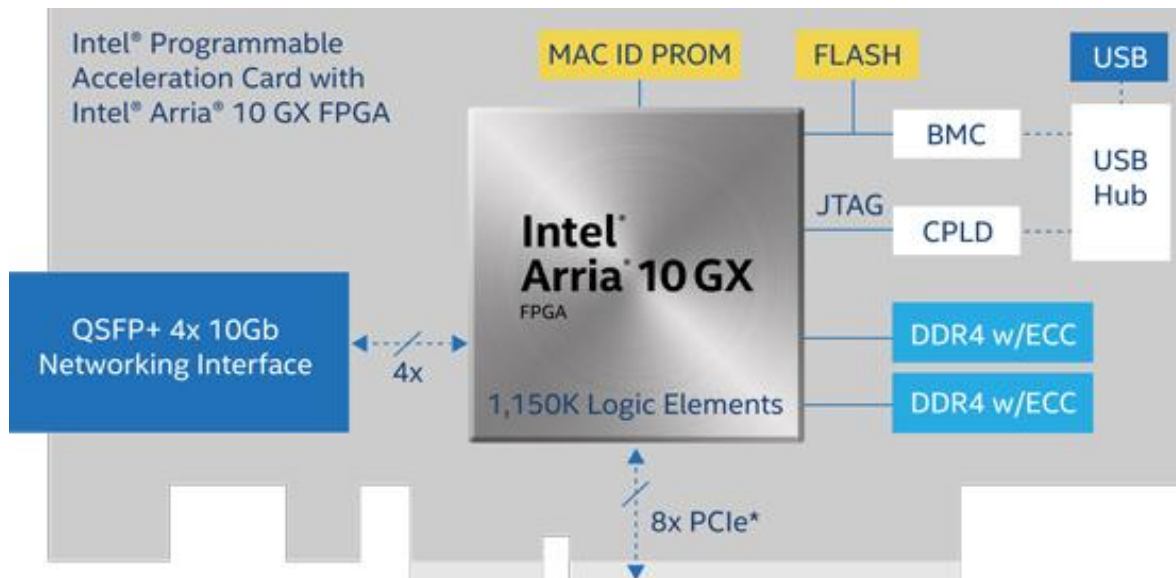 Intel® Programmable
Acceleration Card with
Intel® Arria® 10 GX FPGA
MAC ID PROM
FLASH
USB
BMC
USB
Hub
JTAG
CPLD
Intel®
Arria® 10 GX
FPGA
1,150K Logic Elements
QSFP+ 4x 10Gb
Networking Interface
4x
DDR4 w/ECC
DDR4 w/ECC
8x PCIe*